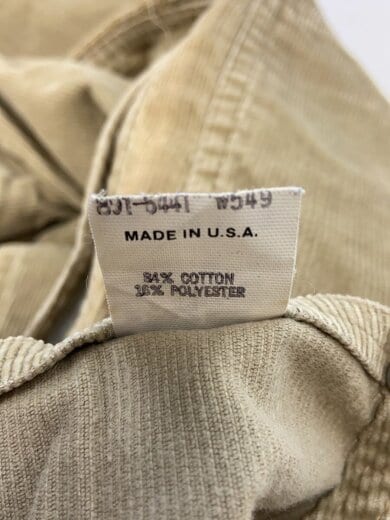 801-6441 W549
MADE IN U.S.A.
84% COTTON
16% POLYESTER